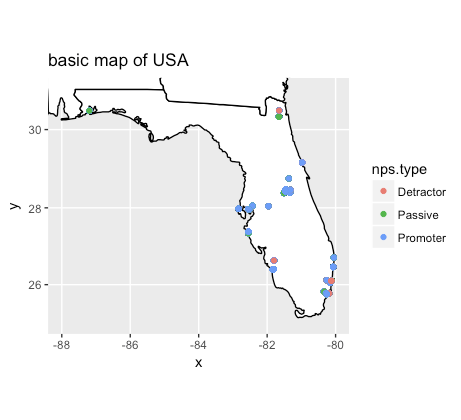 basic map of USA
30
28
26
y
-88
-86
-84
-82
-80
x
nps.type
Detractor
Passive
Promoter